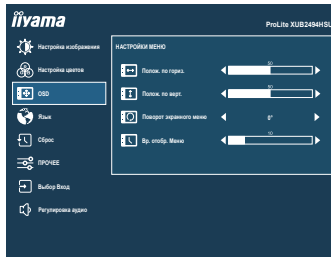 iiyama
ProLite XUB2494HSU
Настройка изображения
Настройка цветов
OSD
Язык
Сброс
ПРОЧЕЕ
Выбор Вход
Регулировка аудио
НАСТРОЙКИ МЕНЮ
Полож. по гориз.
50
Полож. по верт.
50
Поворот экранного меню
0°
Вр. отобр. Меню
10